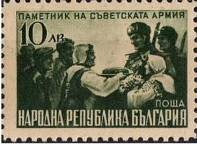 ПАМЕТНИК НА СЪВЕТСКАТА АРМИЯ
10 ЛВ.
ПОЩА
НАРОДНА РЕПУБЛИКА БЪЛГАРИЯ